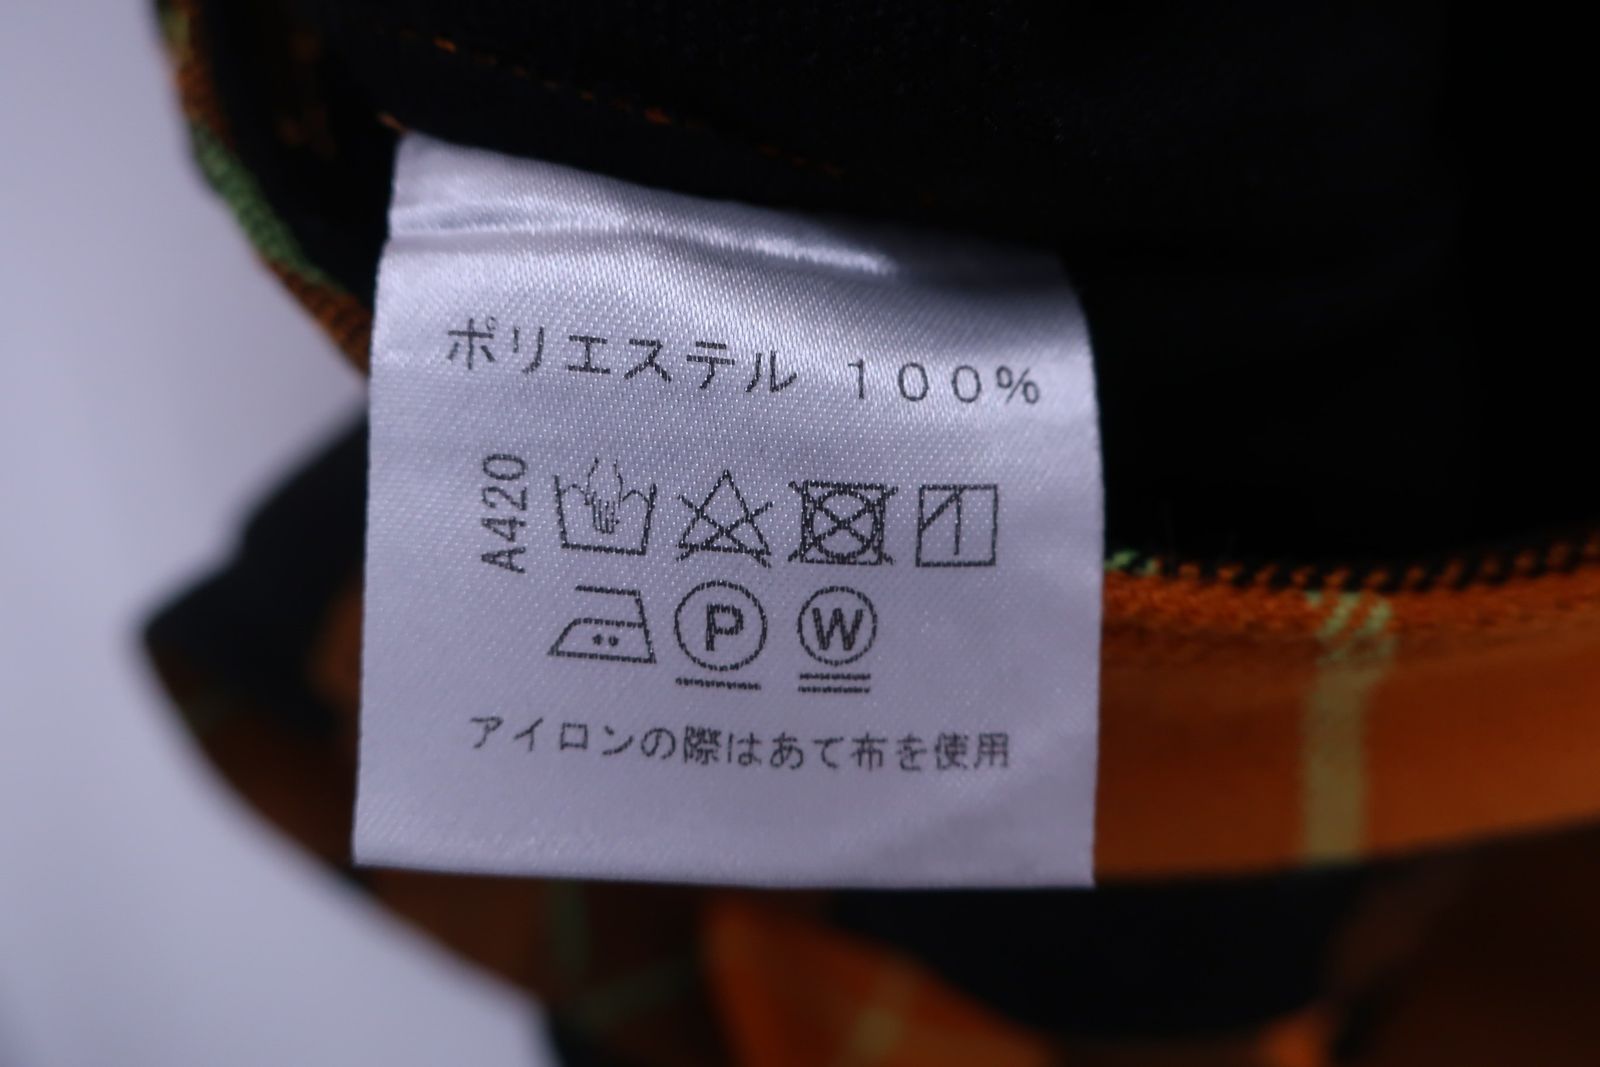 ポリエステル 100%
A420
P W
アイロンの際はあて布を使用